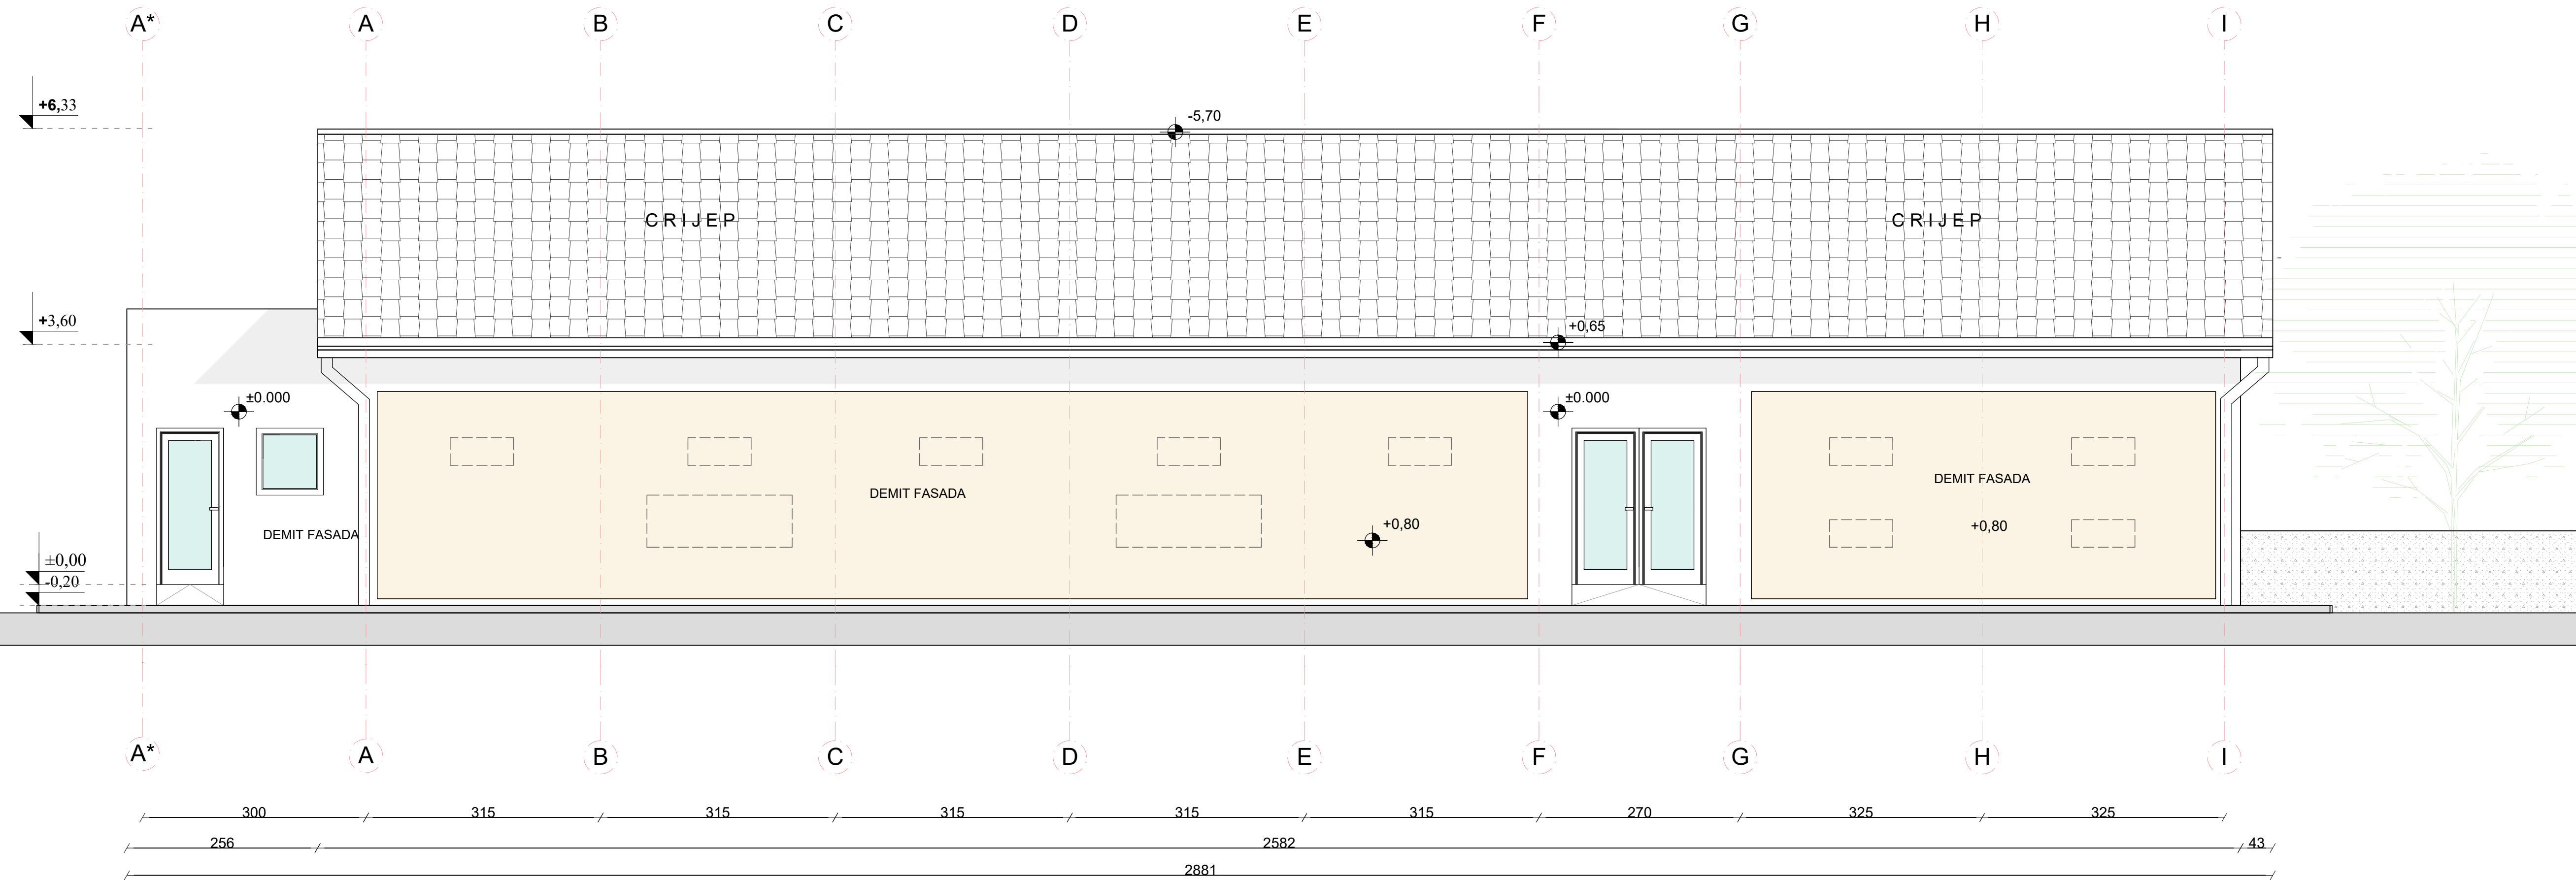 A* A B C D E F G H I
+6,33
-5,70
CRIJEP CRIJEP
+3,60
+0,65
±0.000 ±0.000
DEMIT FASADA
DEMIT FASADA
+0,80 +0,80
DEMIT FASADA
±0,00
-0,20
A* A B C D E F G H I
300 315 315 315 315 315 270 325 325
256 2582 43
2881